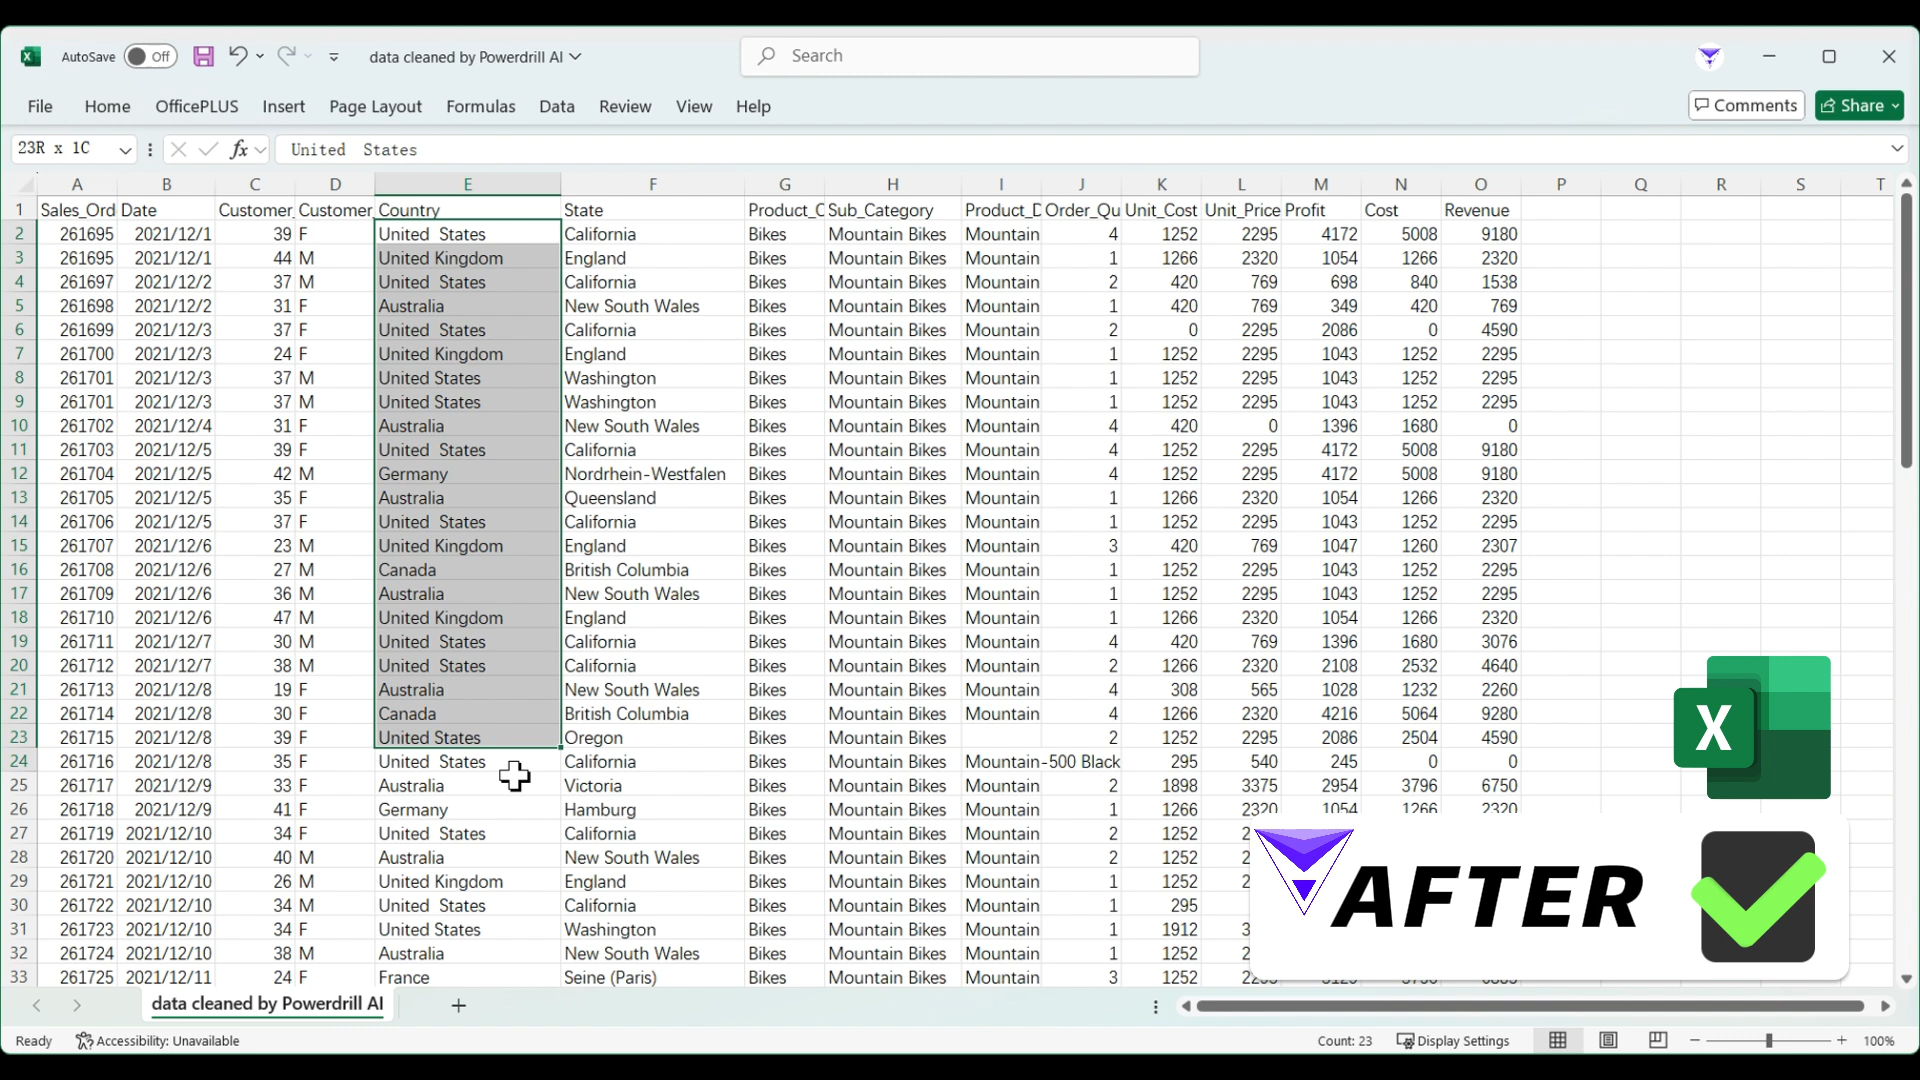 AutoSave Off data cleaned by Powerdrill AI Search
File Home OfficePLUS Insert Page Layout Formulas Data Review View Help Comments Share
23R x 1C fx United  States
A B C D E F G H I J K L M N O P Q R S T
1 Sales_Ord Date Customer_ Customer_ Country State Product_C Sub_Category Product_D Order_Qu Unit_Cost Unit_Price Profit Cost Revenue
2 261695 2021/12/1 39 F United  States California Bikes Mountain Bikes Mountain 4 1252 2295 4172 5008 9180
3 261695 2021/12/1 44 M United Kingdom England Bikes Mountain Bikes Mountain 1 1266 2320 1054 1266 2320
4 261697 2021/12/2 37 M United  States California Bikes Mountain Bikes Mountain 2 420 769 698 840 1538
5 261698 2021/12/2 31 F Australia New South Wales Bikes Mountain Bikes Mountain 1 420 769 349 420 769
6 261699 2021/12/3 37 F United  States California Bikes Mountain Bikes Mountain 2 0 2295 2086 0 4590
7 261700 2021/12/3 24 F United Kingdom England Bikes Mountain Bikes Mountain 1 1252 2295 1043 1252 2295
8 261701 2021/12/3 37 M United States Washington Bikes Mountain Bikes Mountain 1 1252 2295 1043 1252 2295
9 261701 2021/12/3 37 M United States Washington Bikes Mountain Bikes Mountain 1 1252 2295 1043 1252 2295
10 261702 2021/12/4 31 F Australia New South Wales Bikes Mountain Bikes Mountain 4 420 0 1396 1680 0
11 261703 2021/12/5 39 F United  States California Bikes Mountain Bikes Mountain 4 1252 2295 4172 5008 9180
12 261704 2021/12/5 42 M Germany Nordrhein-Westfalen Bikes Mountain Bikes Mountain 4 1252 2295 4172 5008 9180
13 261705 2021/12/5 35 F Australia Queensland Bikes Mountain Bikes Mountain 1 1266 2320 1054 1266 2320
14 261706 2021/12/5 37 F United  States California Bikes Mountain Bikes Mountain 1 1252 2295 1043 1252 2295
15 261707 2021/12/6 23 M United Kingdom England Bikes Mountain Bikes Mountain 3 420 769 1047 1260 2307
16 261708 2021/12/6 27 M Canada British Columbia Bikes Mountain Bikes Mountain 1 1252 2295 1043 1252 2295
17 261709 2021/12/6 36 M Australia New South Wales Bikes Mountain Bikes Mountain 1 1252 2295 1043 1252 2295
18 261710 2021/12/6 47 M United Kingdom England Bikes Mountain Bikes Mountain 1 1266 2320 1054 1266 2320
19 261711 2021/12/7 30 M United  States California Bikes Mountain Bikes Mountain 4 420 769 1396 1680 3076
20 261712 2021/12/7 38 M United  States California Bikes Mountain Bikes Mountain 2 1266 2320 2108 2532 4640
21 261713 2021/12/8 19 F Australia New South Wales Bikes Mountain Bikes Mountain 4 308 565 1028 1232 2260
22 261714 2021/12/8 30 F Canada British Columbia Bikes Mountain Bikes Mountain 4 1266 2320 4216 5064 9280
23 261715 2021/12/8 39 F United States Oregon Bikes Mountain Bikes 2 1252 2295 2086 2504 4590
24 261716 2021/12/8 35 F United  States California Bikes Mountain Bikes Mountain-500 Black 295 540 245 0 0
25 261717 2021/12/9 33 F Australia Victoria Bikes Mountain Bikes Mountain 2 1898 3375 2954 3796 6750
26 261718 2021/12/9 41 F Germany Hamburg Bikes Mountain Bikes Mountain 1 1266 2320 1054 1266 2320
27 261719 2021/12/10 34 F United  States California Bikes Mountain Bikes Mountain 2 1252 2
28 261720 2021/12/10 40 M Australia New South Wales Bikes Mountain Bikes Mountain 2 1252 2
29 261721 2021/12/10 26 M United Kingdom England Bikes Mountain Bikes Mountain 1 1252 2
30 261722 2021/12/10 34 M United  States California Bikes Mountain Bikes Mountain 1 295
31 261723 2021/12/10 34 F United States Washington Bikes Mountain Bikes Mountain 1 1912 3
32 261724 2021/12/10 38 M Australia New South Wales Bikes Mountain Bikes Mountain 1 1252 2
33 261725 2021/12/11 24 F France Seine (Paris) Bikes Mountain Bikes Mountain 3 1252
X
AFTER
data cleaned by Powerdrill AI
Ready Accessibility: Unavailable Count: 23 Display Settings 100%